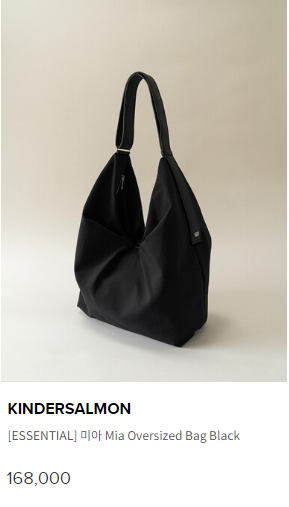 KINDERSALMON
[ESSENTIAL] 미아 Mia Oversized Bag Black
168,000